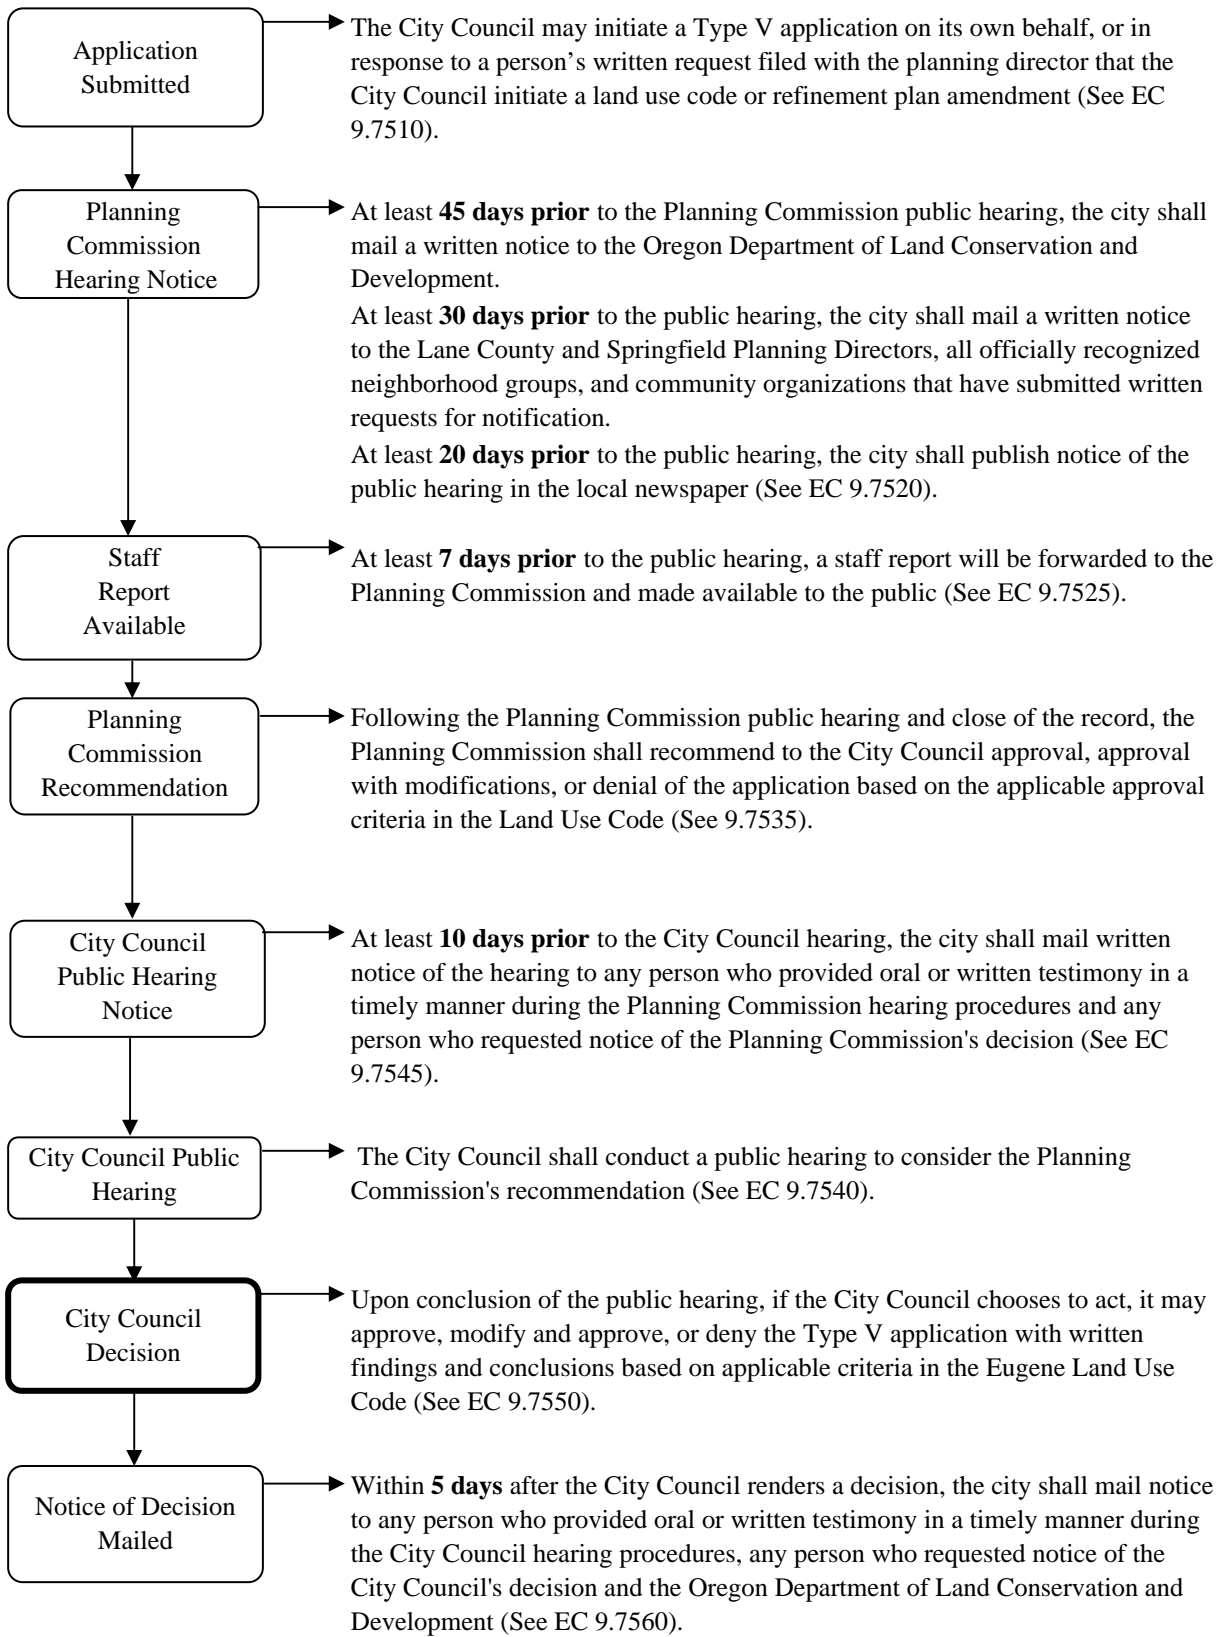 Application
Submitted
The City Council may initiate a Type V application on its own behalf, or in
response to a person’s written request filed with the planning director that the
City Council initiate a land use code or refinement plan amendment (See EC
9.7510).
Planning
Commission
Hearing Notice
At least 45 days prior to the Planning Commission public hearing, the city shall
mail a written notice to the Oregon Department of Land Conservation and
Development.
At least 30 days prior to the public hearing, the city shall mail a written notice
to the Lane County and Springfield Planning Directors, all officially recognized
neighborhood groups, and community organizations that have submitted written
requests for notification.
At least 20 days prior to the public hearing, the city shall publish notice of the
public hearing in the local newspaper (See EC 9.7520).
Staff
Report
Available
At least 7 days prior to the public hearing, a staff report will be forwarded to the
Planning Commission and made available to the public (See EC 9.7525).
Planning
Commission
Recommendation
Following the Planning Commission public hearing and close of the record, the
Planning Commission shall recommend to the City Council approval, approval
with modifications, or denial of the application based on the applicable approval
criteria in the Land Use Code (See 9.7535).
City Council
Public Hearing
Notice
At least 10 days prior to the City Council hearing, the city shall mail written
notice of the hearing to any person who provided oral or written testimony in a
timely manner during the Planning Commission hearing procedures and any
person who requested notice of the Planning Commission's decision (See EC
9.7545).
City Council Public
Hearing
The City Council shall conduct a public hearing to consider the Planning
Commission's recommendation (See EC 9.7540).
City Council
Decision
Upon conclusion of the public hearing, if the City Council chooses to act, it may
approve, modify and approve, or deny the Type V application with written
findings and conclusions based on applicable criteria in the Eugene Land Use
Code (See EC 9.7550).
Notice of Decision
Mailed
Within 5 days after the City Council renders a decision, the city shall mail notice
to any person who provided oral or written testimony in a timely manner during
the City Council hearing procedures, any person who requested notice of the
City Council's decision and the Oregon Department of Land Conservation and
Development (See EC 9.7560).